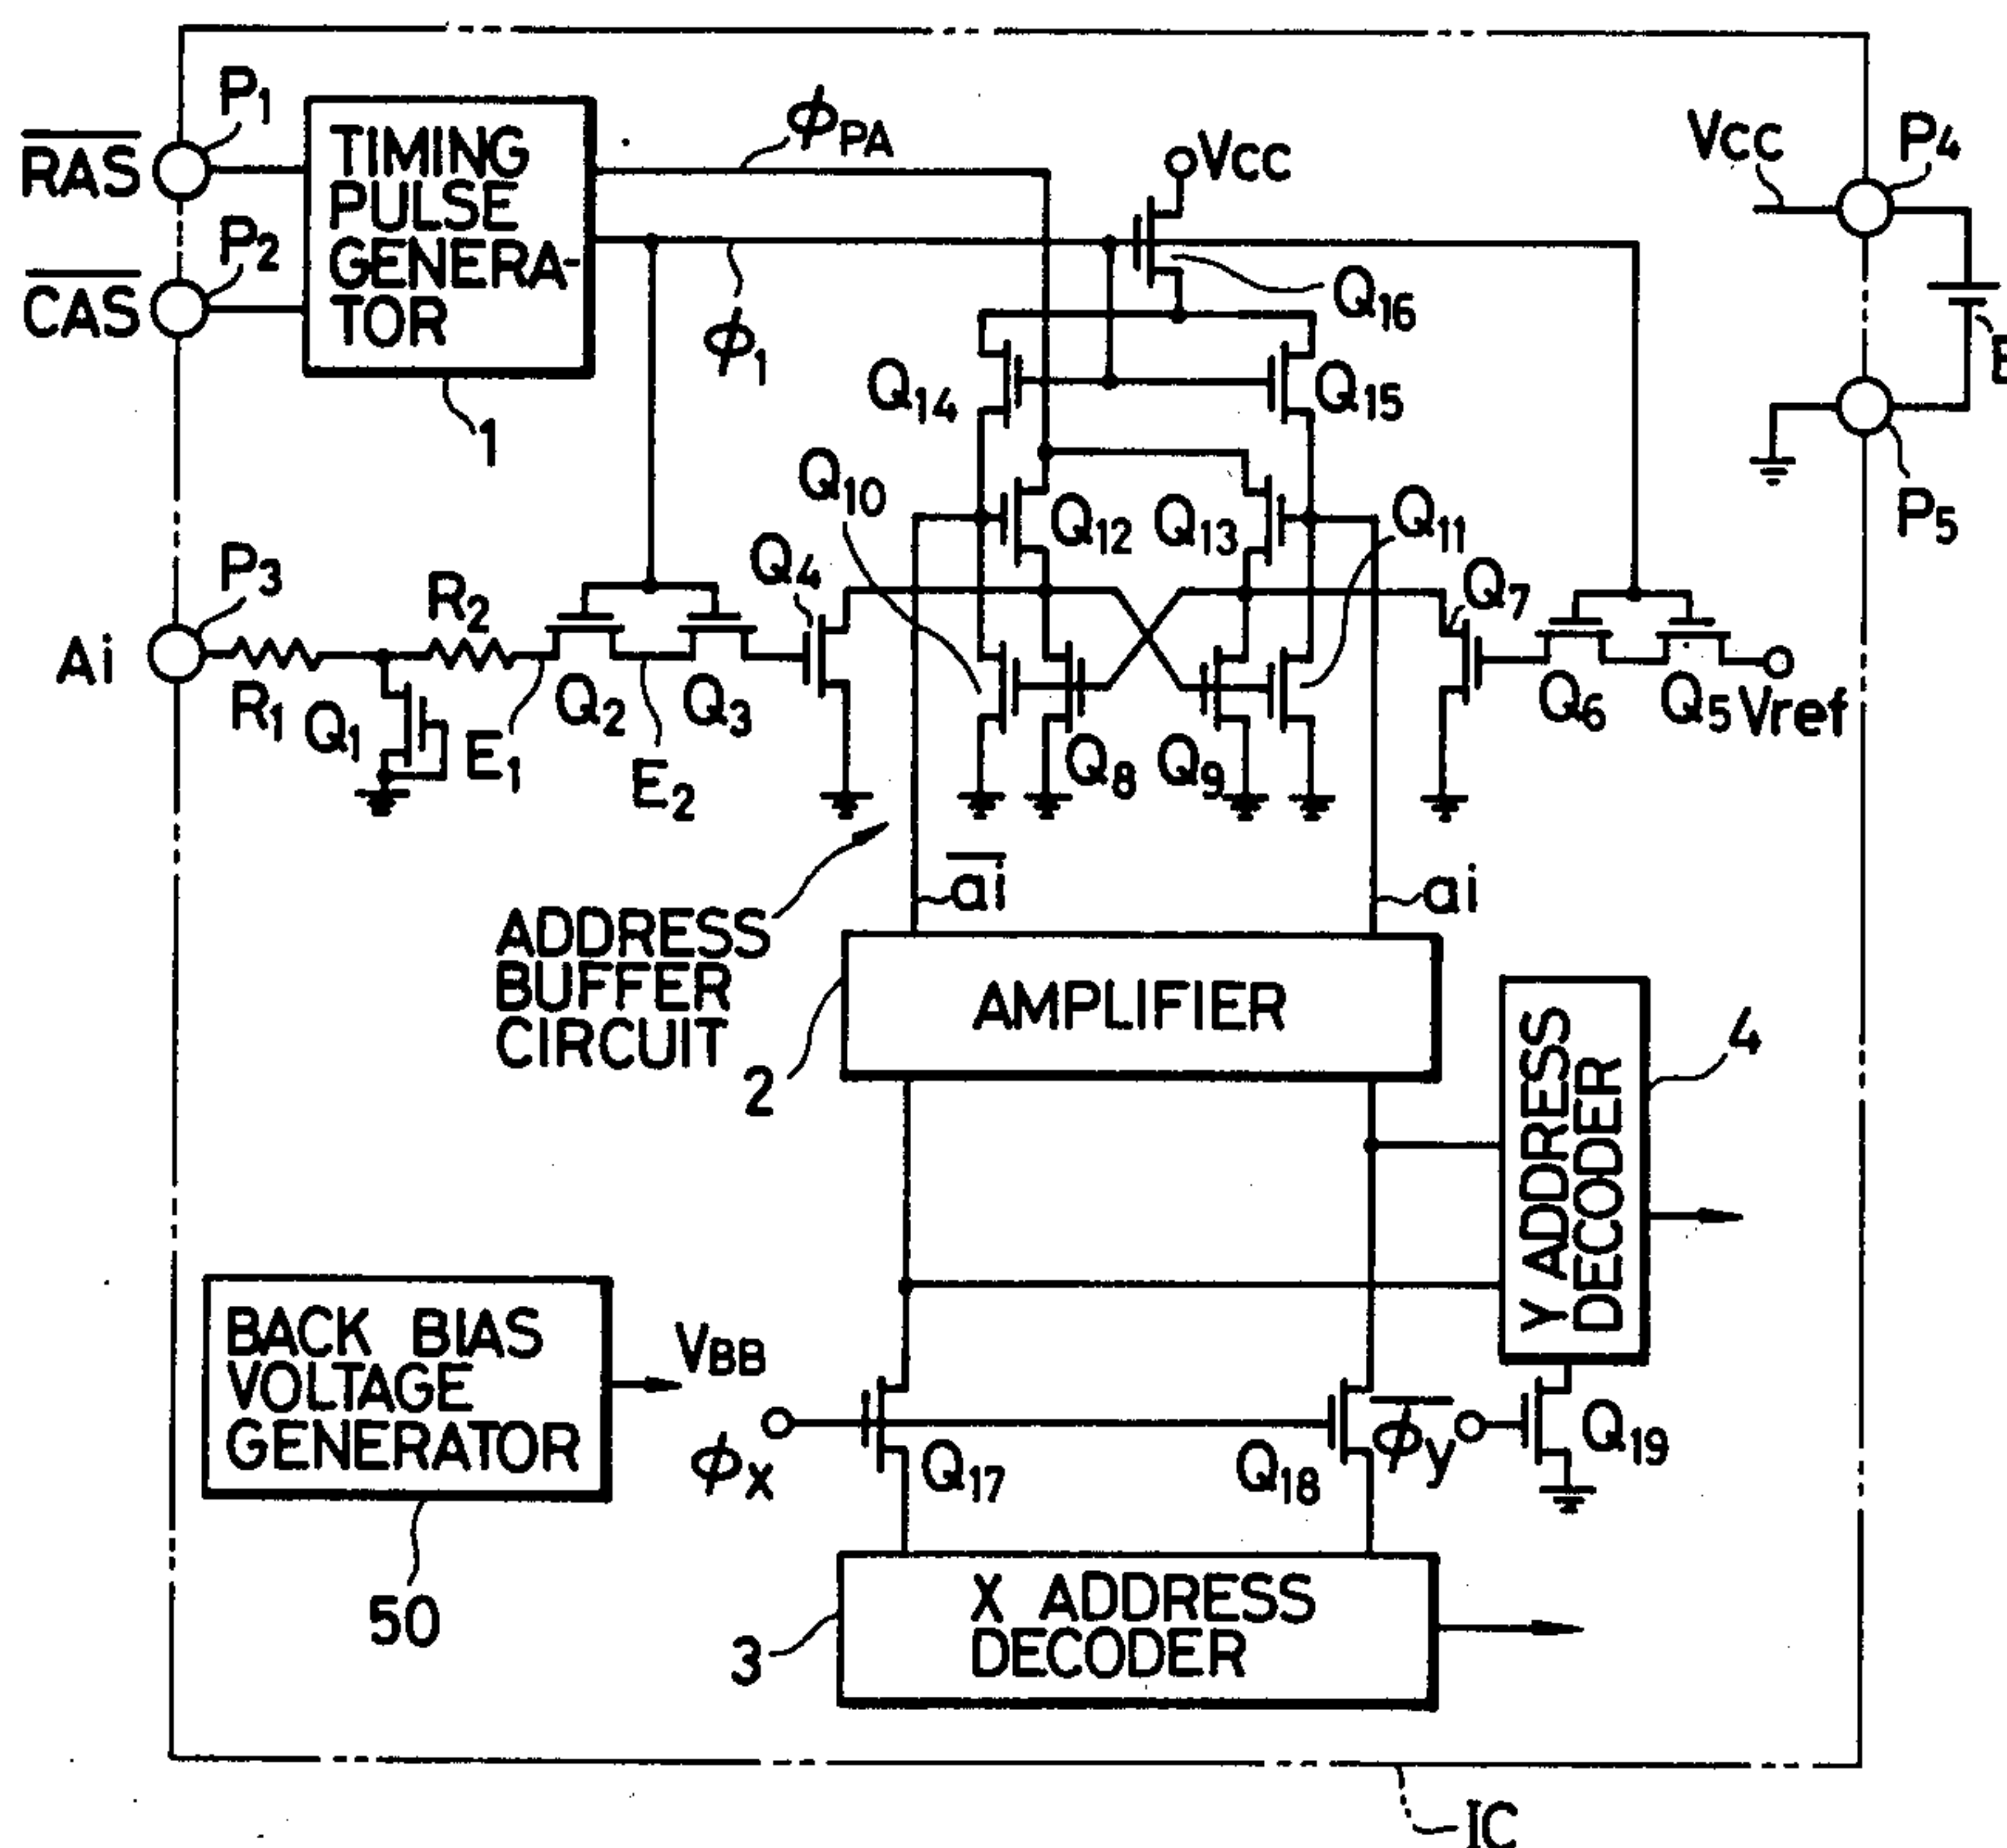 P1
RAS
TIMING
PULSE
GENERA-
TOR
P2
CAS
1
ΦPA
Φ1
VCC
Q16
VCC
P4
E
P5
Q14
Q15
Q10
Q12
Q13
Q11
Q4
Q7
P3
Ai
R1
R2
Q1
E1
Q2
E2
Q3
Q8
Q9
Q6
Q5
Vref
ai
ai
ADDRESS
BUFFER
CIRCUIT
2
AMPLIFIER
Y ADDRESS
DECODER
4
BACK BIAS
VOLTAGE
GENERATOR
VBB
50
Φx
Q17
Q18
Φy
Q19
X ADDRESS
DECODER
3
IC